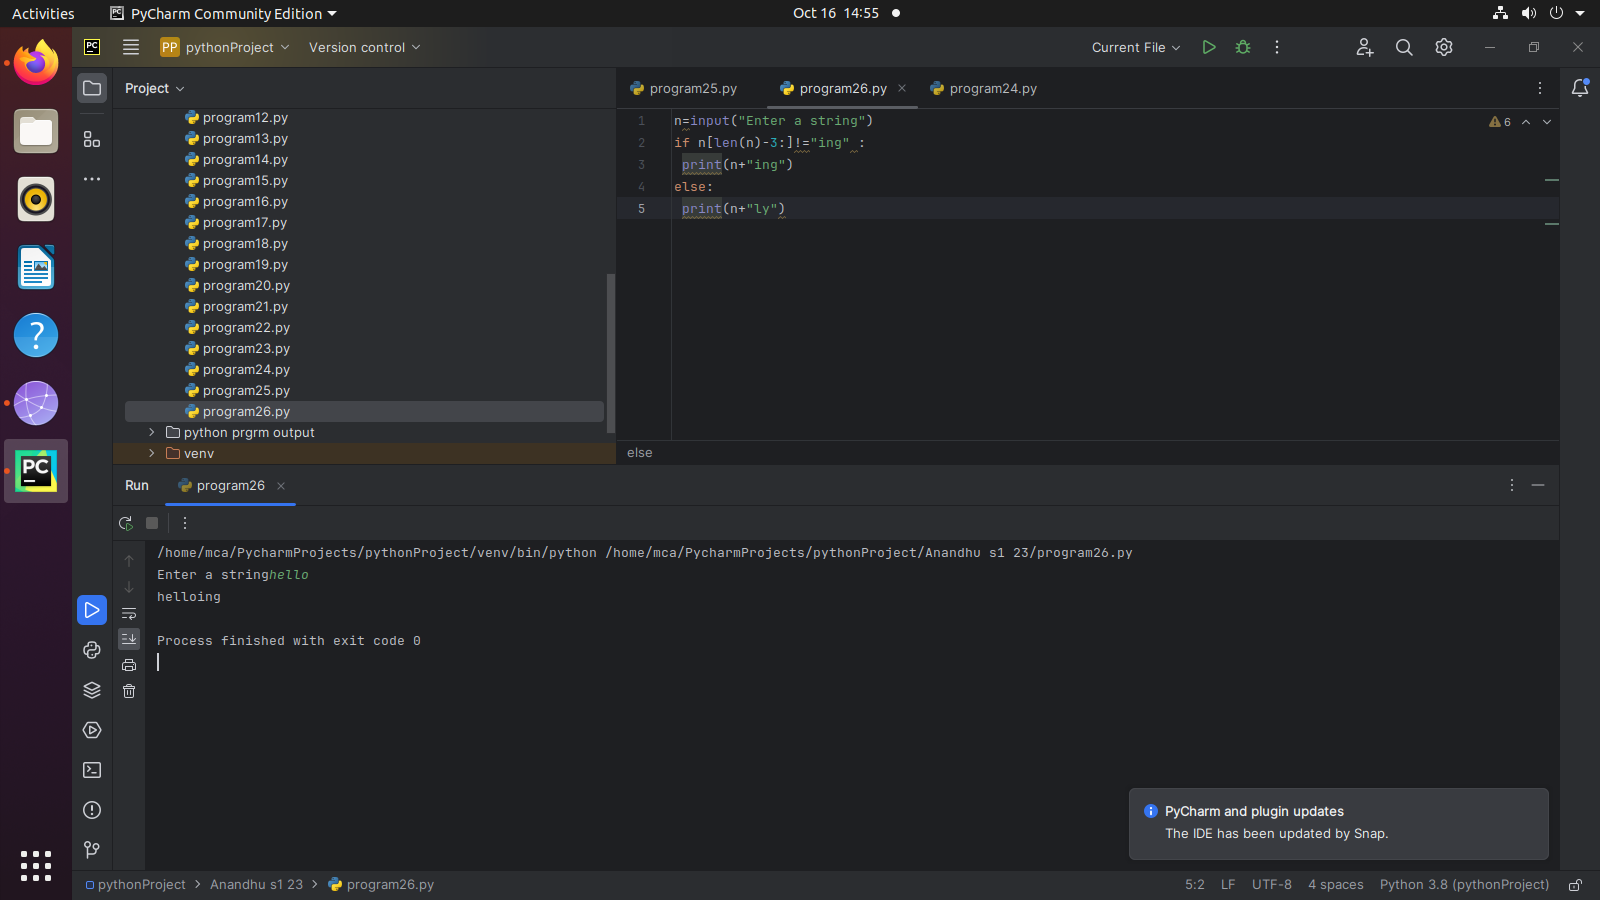 Activities PyCharm Community Edition Oct 16 14:55
PC PP pythonProject Version control Current File
Project program25.py program26.py program24.py
program12.py
program13.py
program14.py
program15.py
program16.py
program17.py
program18.py
program19.py
program20.py
program21.py
program22.py
program23.py
program24.py
program25.py
program26.py
python prgrm output
venv
1 n=input("Enter a string") 6
2 if n[len(n)-3:]!="ing" :
3 print(n+"ing")
4 else:
5 print(n+"ly")
else
PC
Run program26
/home/mca/PycharmProjects/pythonProject/venv/bin/python /home/mca/PycharmProjects/pythonProject/Anandhu s1 23/program26.py
Enter a stringhello
helloing
Process finished with exit code 0
PyCharm and plugin updates
The IDE has been updated by Snap.
pythonProject Anandhu s1 23 program26.py 5:2 LF UTF-8 4 spaces Python 3.8 (pythonProject)